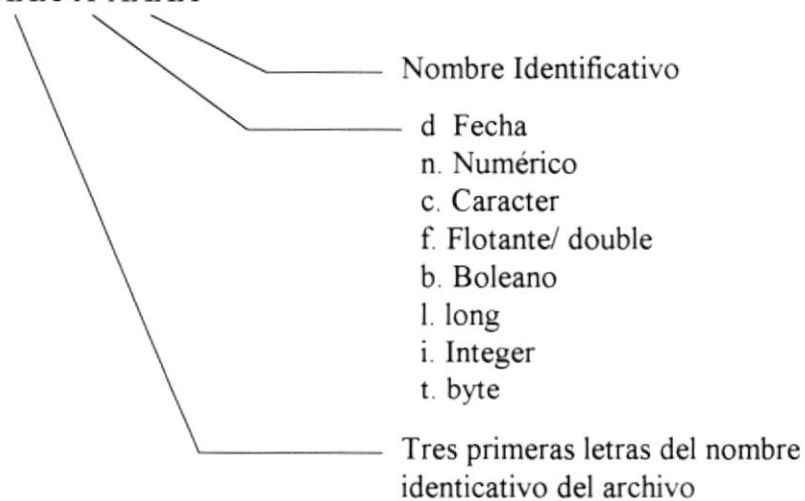 Nombre Identificativo
d Fecha
n. Numérico
c. Caracter
f. Flotante/ double
b. Boleano
l. long
i. Integer
t. byte
Tres primeras letras del nombre
identicativo del archivo